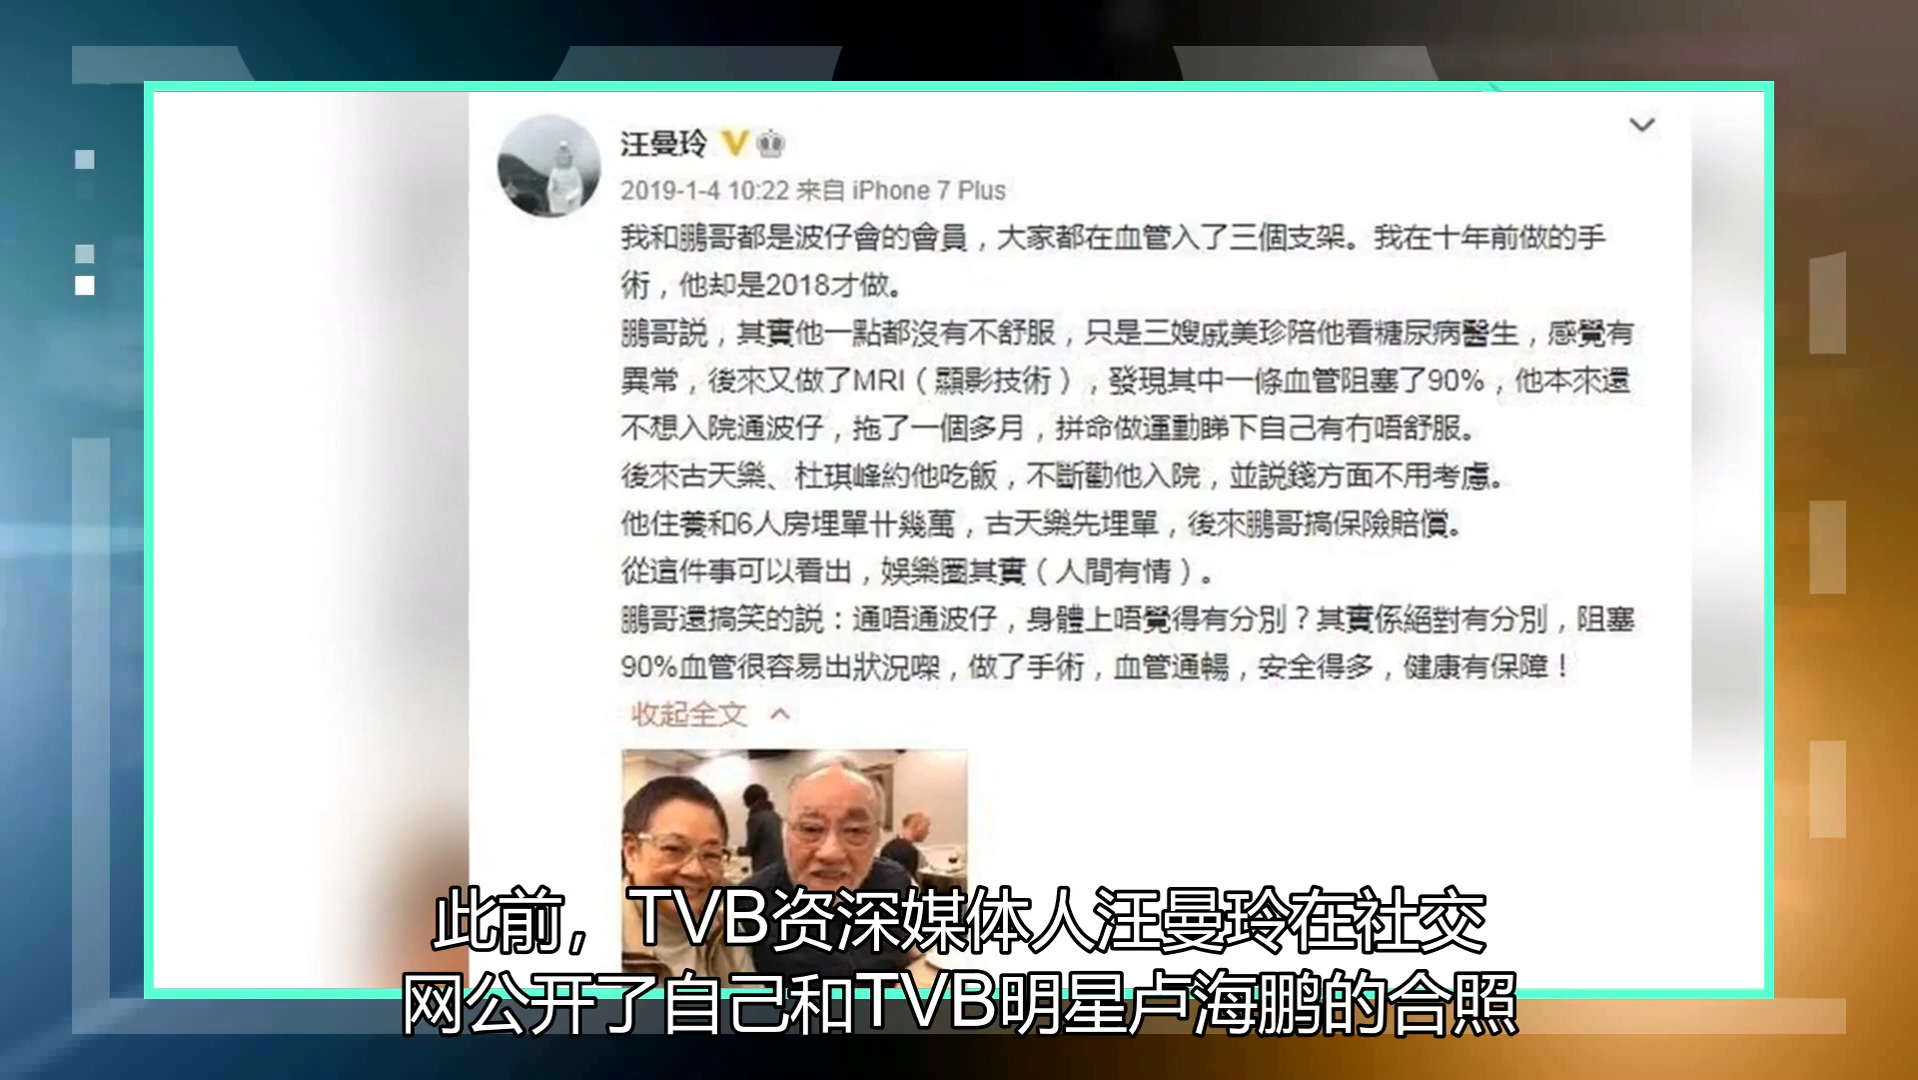 汪曼玲
2019-1-4 10:22 来自 iPhone 7 Plus
我和鵬哥都是波仔會的會員，大家都在血管入了三個支架。我在十年前做的手
術，他却是2018才做。
鵬哥説，其實他一點都沒有不舒服，只是三嫂戚美珍陪他看糖尿病醫生，感覺有
異常，後來又做了MRI（顯影技術），發現其中一條血管阻塞了90%，他本來還
不想入院通波仔，拖了一個多月，拼命做運動睇下自己有冇唔舒服。
後來古天樂、杜琪峰約他吃飯，不斷勸他入院，並説錢方面不用考慮。
他住養和6人房埋單廿幾萬，古天樂先埋單，後來鵬哥搞保險賠償。
從這件事可以看出，娛樂圈其實（人間有情）。
鵬哥還搞笑的説：通唔通波仔，身體上唔覺得有分別？其實係絕對有分別，阻塞
90%血管很容易出狀況㗎，做了手術，血管通暢，安全得多，健康有保障！
收起全文
此前，TVB资深媒体人汪曼玲在社交
网公开了自己和TVB明星卢海鹏的合照